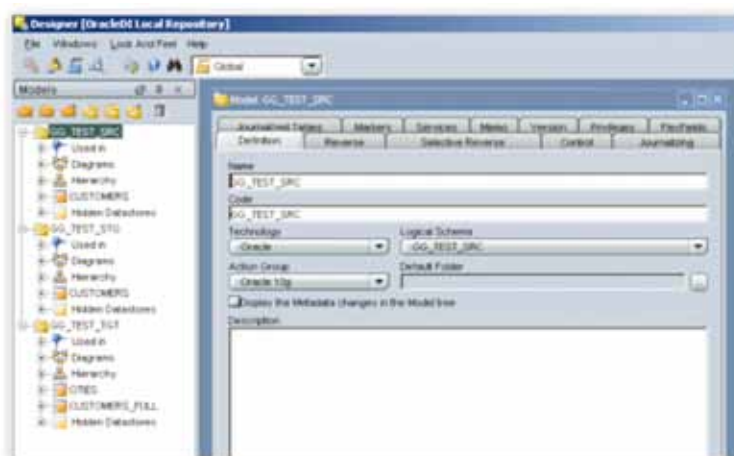 Designer [OracleDI Local Repository]
File Windows Look And Feel Help
Global
Models
GG_TEST_SRC
Used in
Diagrams
Hierarchy
CUSTOMERS
Hidden Datastores
GG_TEST_STG
Used in
Diagrams
Hierarchy
CUSTOMERS
Hidden Datastores
GG_TEST_TGT
Used in
Diagrams
Hierarchy
CITIES
CUSTOMERS_FULL
Hidden Datastores
Model: GG_TEST_SRC
Journalized Tables Markers Services Memo Version Privileges FlexFields
Definition Reverse Selective Reverse Control Journalizing
Name
GG_TEST_SRC
Code
GG_TEST_SRC
Technology Logical Schema
Oracle GG_TEST_SRC
Action Group Default Folder
Oracle 10g ...
Display the Metadata changes in the Model tree
Description